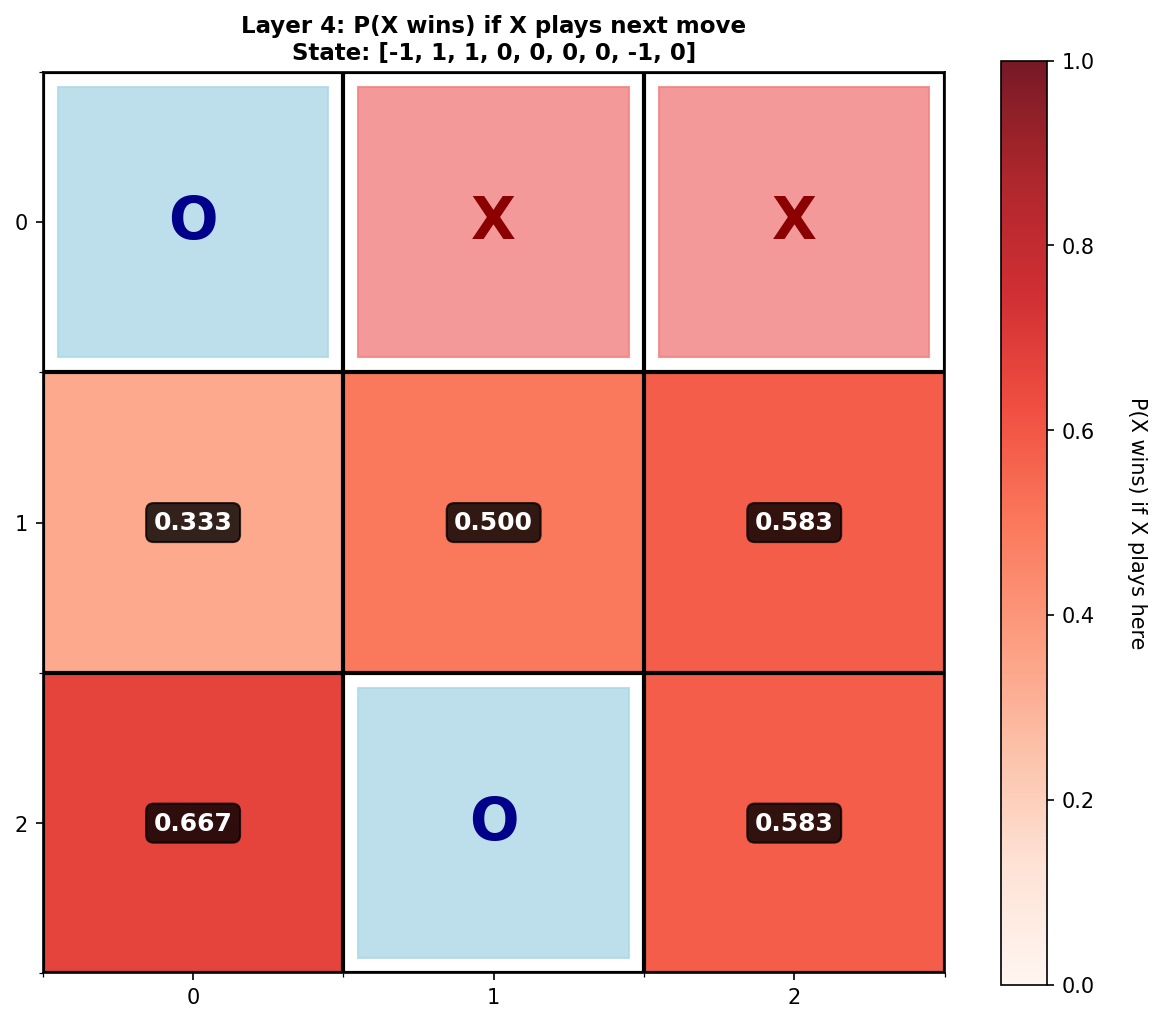 Layer 4: P(X wins) if X plays next move
State: [-1, 1, 1, 0, 0, 0, 0, -1, 0]
0
O
X
X
1
0.333
0.500
0.583
2
0.667
O
0.583
0
1
2
1.0
0.8
0.6
0.4
0.2
0.0
P(X wins) if X plays here